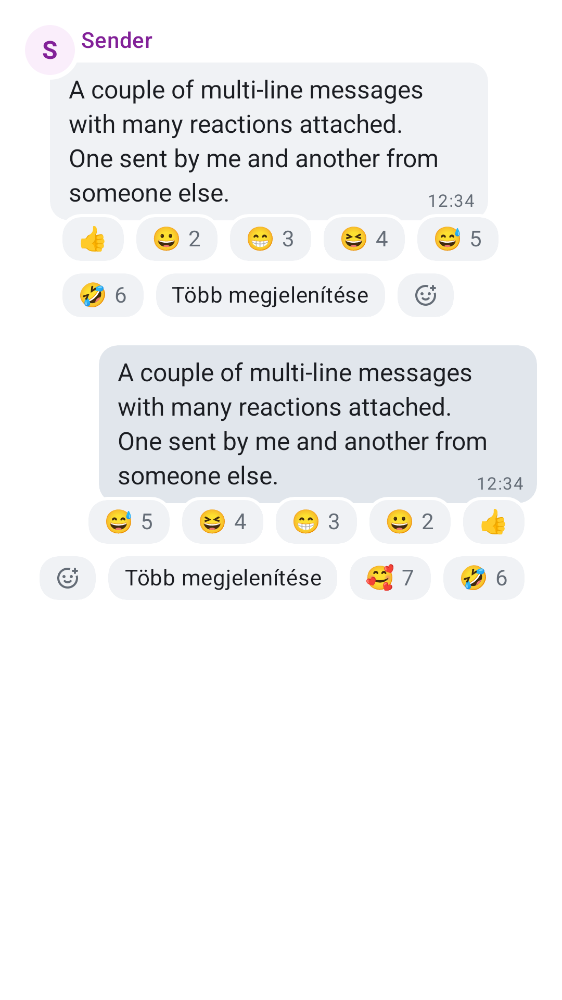 S
Sender
A couple of multi-line messages
with many reactions attached.
One sent by me and another from
someone else.
12:34
👍 😀 2 😁 3 😆 4 😅 5
🤣 6 Több megjelenítése
A couple of multi-line messages
with many reactions attached.
One sent by me and another from
someone else.
12:34
😅 5 😆 4 😁 3 😀 2 👍
Több megjelenítése 🥰 7 🤣 6